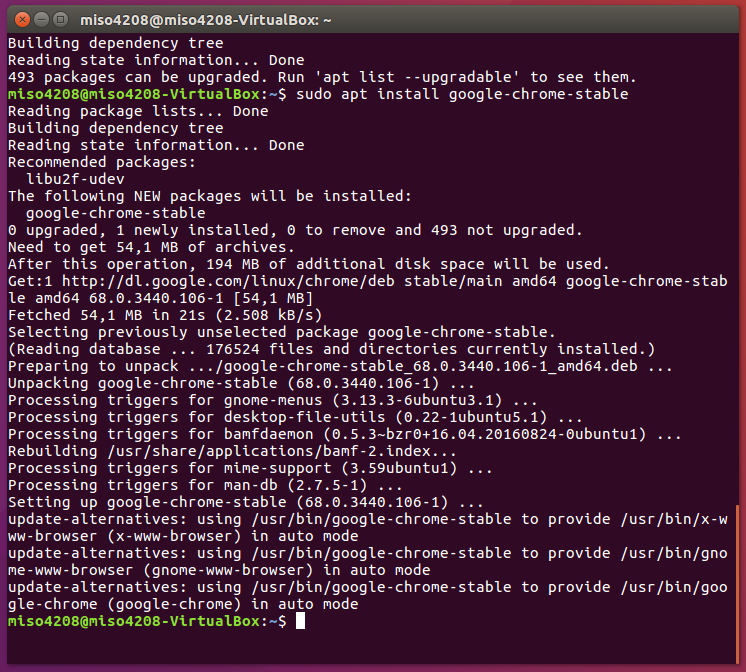 miso4208@miso4208-VirtualBox: ~
Building dependency tree
Reading state information... Done
493 packages can be upgraded. Run 'apt list --upgradable' to see them.
miso4208@miso4208-VirtualBox:~$ sudo apt install google-chrome-stable
Reading package lists... Done
Building dependency tree
Reading state information... Done
Recommended packages:
  libu2f-udev
The following NEW packages will be installed:
  google-chrome-stable
0 upgraded, 1 newly installed, 0 to remove and 493 not upgraded.
Need to get 54,1 MB of archives.
After this operation, 194 MB of additional disk space will be used.
Get:1 http://dl.google.com/linux/chrome/deb stable/main amd64 google-chrome-stab
le amd64 68.0.3440.106-1 [54,1 MB]
Fetched 54,1 MB in 21s (2.508 kB/s)
Selecting previously unselected package google-chrome-stable.
(Reading database ... 176524 files and directories currently installed.)
Preparing to unpack .../google-chrome-stable_68.0.3440.106-1_amd64.deb ...
Unpacking google-chrome-stable (68.0.3440.106-1) ...
Processing triggers for gnome-menus (3.13.3-6ubuntu3.1) ...
Processing triggers for desktop-file-utils (0.22-1ubuntu5.1) ...
Processing triggers for bamfdaemon (0.5.3~bzr0+16.04.20160824-0ubuntu1) ...
Rebuilding /usr/share/applications/bamf-2.index...
Processing triggers for mime-support (3.59ubuntu1) ...
Processing triggers for man-db (2.7.5-1) ...
Setting up google-chrome-stable (68.0.3440.106-1) ...
update-alternatives: using /usr/bin/google-chrome-stable to provide /usr/bin/x-w
ww-browser (x-www-browser) in auto mode
update-alternatives: using /usr/bin/google-chrome-stable to provide /usr/bin/gno
me-www-browser (gnome-www-browser) in auto mode
update-alternatives: using /usr/bin/google-chrome-stable to provide /usr/bin/goo
gle-chrome (google-chrome) in auto mode
miso4208@miso4208-VirtualBox:~$